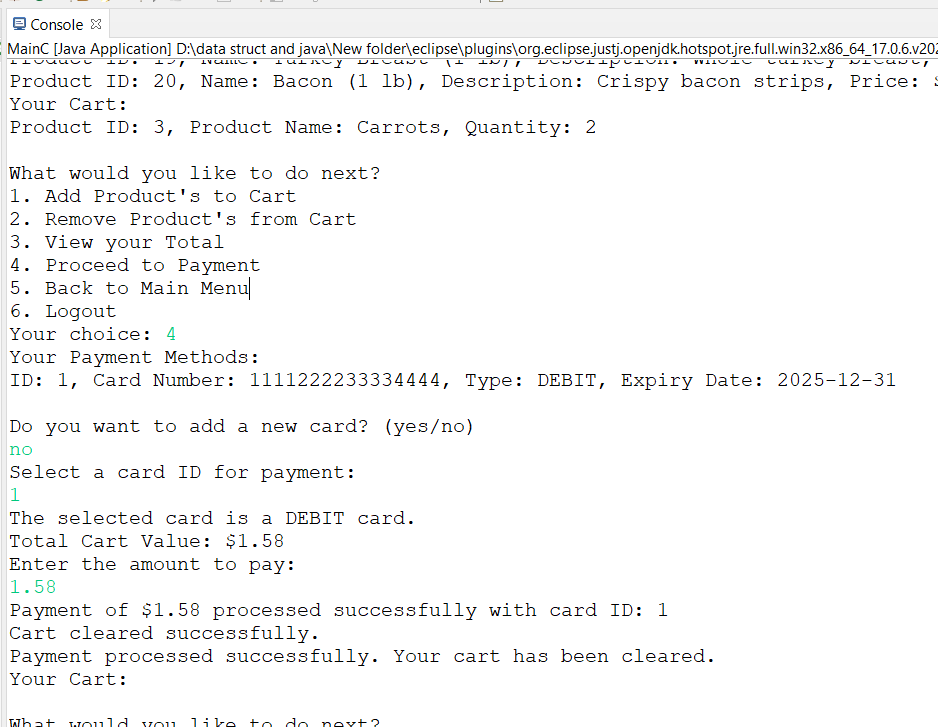 Console
MainC [Java Application] D:\data struct and java\New folder\eclipse\plugins\org.eclipse.justj.openjdk.hotspot.jre.full.win32.x86_64_17.0.6.v202
Product ID: 19, Name: Turkey Breast (1 lb), Description: Whole turkey breast,
Product ID: 20, Name: Bacon (1 lb), Description: Crispy bacon strips, Price: $
Your Cart:
Product ID: 3, Product Name: Carrots, Quantity: 2
What would you like to do next?
1. Add Product's to Cart
2. Remove Product's from Cart
3. View your Total
4. Proceed to Payment
5. Back to Main Menu
6. Logout
Your choice: 4
Your Payment Methods:
ID: 1, Card Number: 1111222233334444, Type: DEBIT, Expiry Date: 2025-12-31
Do you want to add a new card? (yes/no)
no
Select a card ID for payment:
1
The selected card is a DEBIT card.
Total Cart Value: $1.58
Enter the amount to pay:
1.58
Payment of $1.58 processed successfully with card ID: 1
Cart cleared successfully.
Payment processed successfully. Your cart has been cleared.
Your Cart:
What would you like to do next?